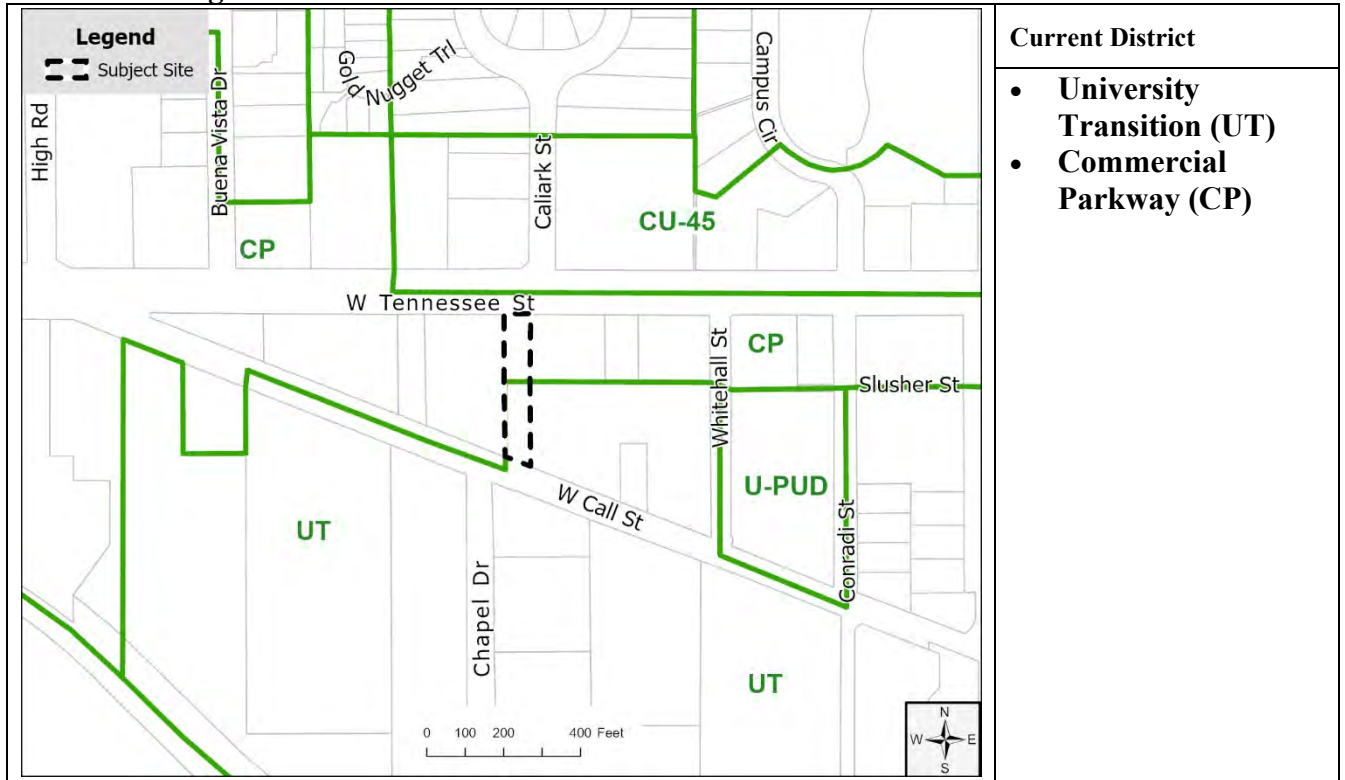 Legend
Subject Site
High Rd
Buena Vista Dr
Gold Nugget Trl
Caliark St
Campus Cir
CP
CU-45
W Tennessee St
Whitehall St
CP
Slusher St
U-PUD
Conradi St
W Call St
UT
Chapel Dr
UT
0 100 200 400 Feet
N
W E
S
Current District
• University
Transition (UT)
• Commercial
Parkway (CP)